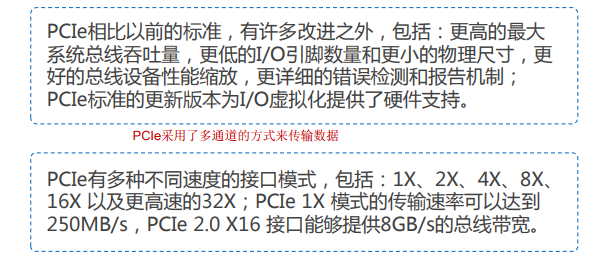 PCIe相比以前的标准，有许多改进之外，包括：更高的最大
系统总线吞吐量，更低的I/O引脚数量和更小的物理尺寸，更
好的总线设备性能缩放，更详细的错误检测和报告机制；
PCIe标准的更新版本为I/O虚拟化提供了硬件支持。
PCIe采用了多通道的方式来传输数据
PCIe有多种不同速度的接口模式，包括：1X、2X、4X、8X、
16X 以及更高速的32X；PCIe 1X 模式的传输速率可以达到
250MB/s，PCIe 2.0 X16 接口能够提供8GB/s的总线带宽。